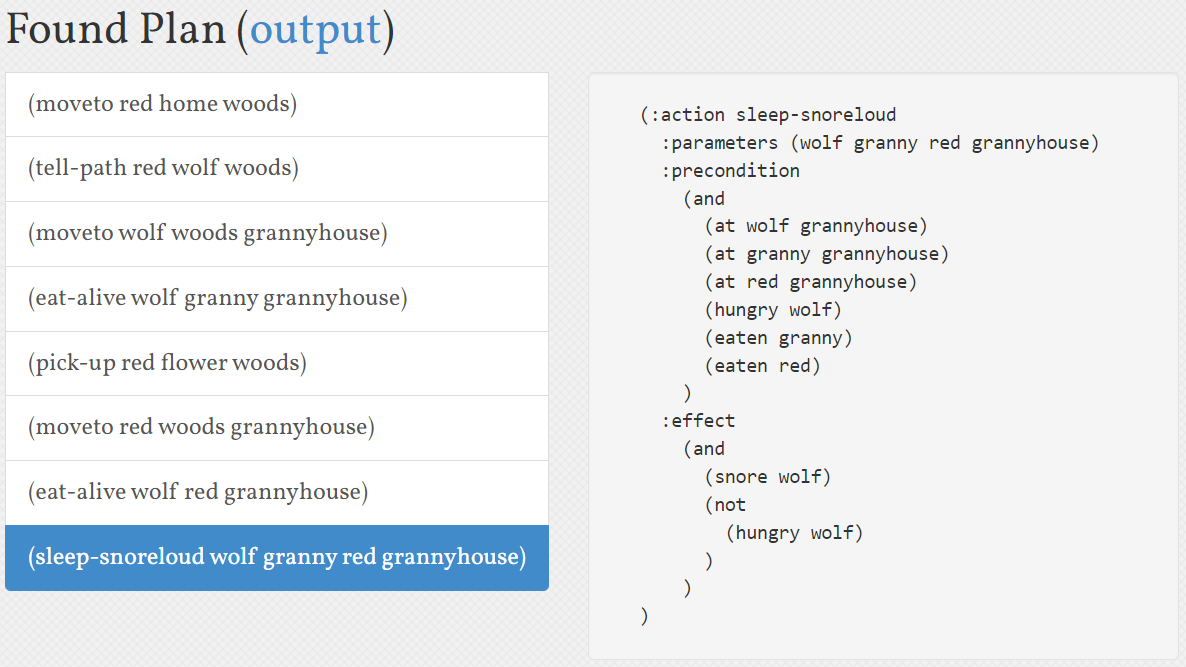 Found Plan (output)
(moveto red home woods)
(tell-path red wolf woods)
(moveto wolf woods grannyhouse)
(eat-alive wolf granny grannyhouse)
(pick-up red flower woods)
(moveto red woods grannyhouse)
(eat-alive wolf red grannyhouse)
(sleep-snoreloud wolf granny red grannyhouse)
(:action sleep-snoreloud
:parameters (wolf granny red grannyhouse)
:precondition
(and
(at wolf grannyhouse)
(at granny grannyhouse)
(at red grannyhouse)
(hungry wolf)
(eaten granny)
(eaten red)
)
:effect
(and
(snore wolf)
(not
(hungry wolf)
)
)
)